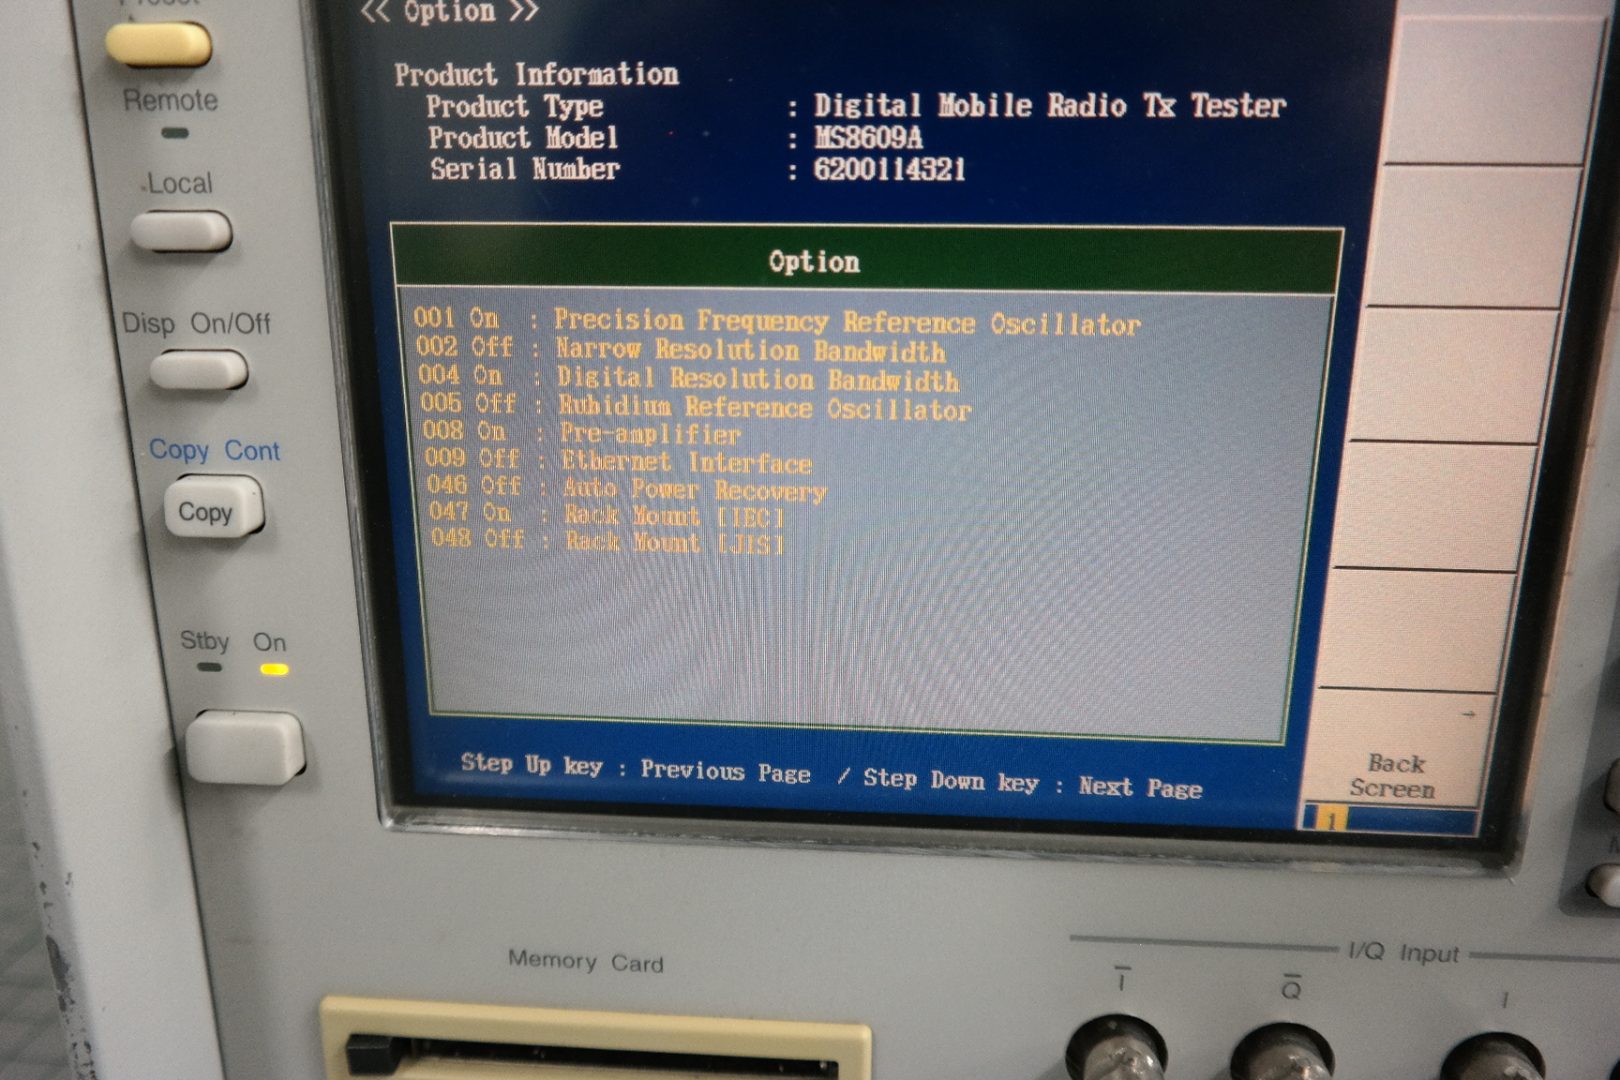 Preset
<< Option >>
Product Information
Product Type : Digital Mobile Radio Tx Tester
Product Model : MS8609A
Serial Number : 6200114321
Remote
Local
Disp On/Off
Copy Cont
Copy
Stby On
Option
001 On : Precision Frequency Reference Oscillator
002 Off : Narrow Resolution Bandwidth
004 On : Digital Resolution Bandwidth
005 Off : Rubidium Reference Oscillator
008 On : Pre-amplifier
009 Off : Ethernet Interface
046 Off : Auto Power Recovery
047 On : Rack Mount [IEC]
048 Off : Rack Mount [JIS]
→
Back
Screen
1
Step Up key : Previous Page / Step Down key : Next Page
Memory Card
I/Q Input
I̅ Q̅ I